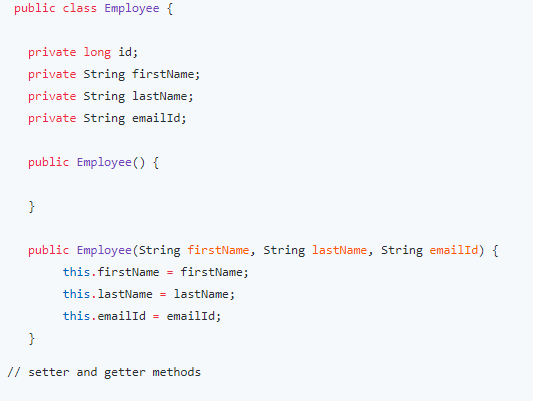 public class Employee {
private long id;
private String firstName;
private String lastName;
private String emailId;
public Employee() {
}
public Employee(String firstName, String lastName, String emailId) {
this.firstName = firstName;
this.lastName = lastName;
this.emailId = emailId;
}
// setter and getter methods